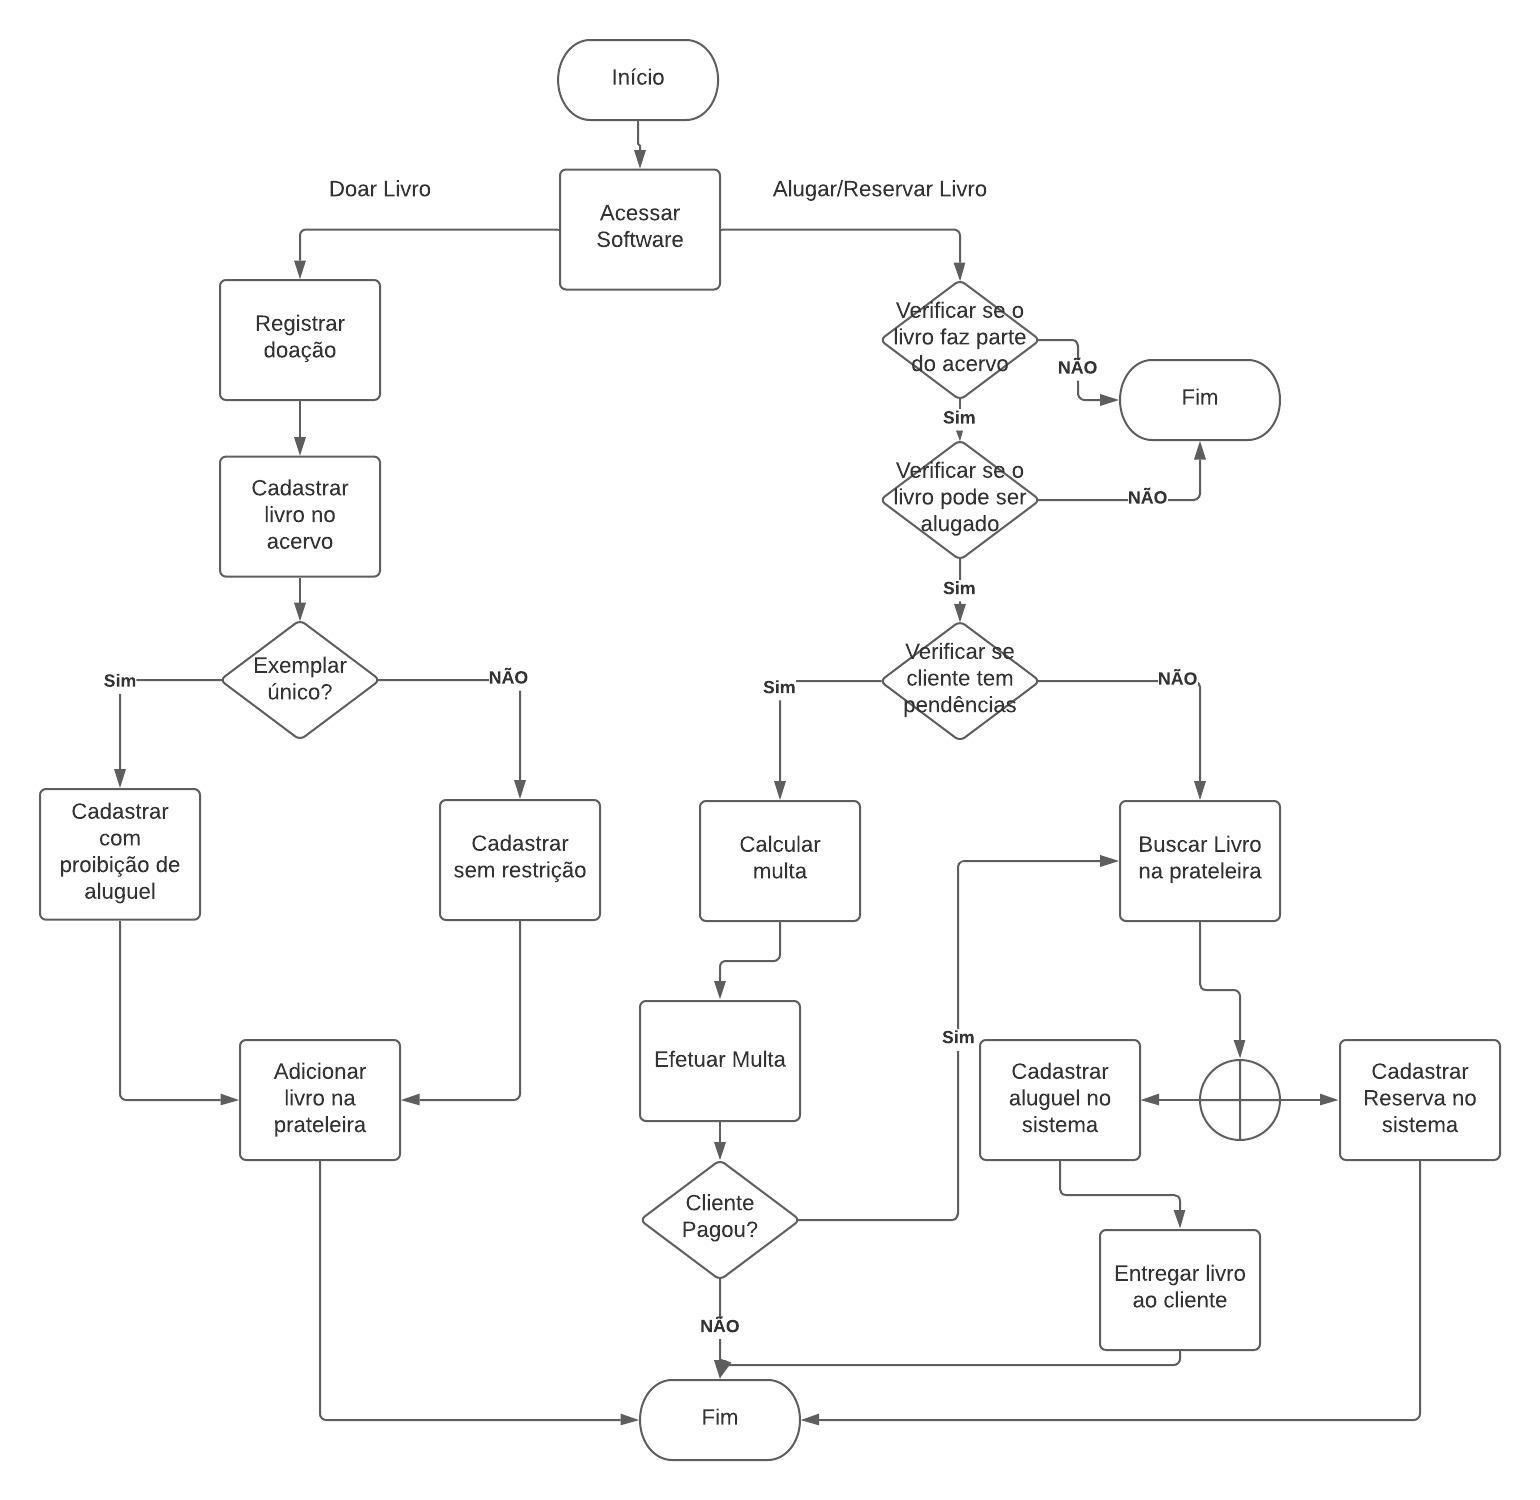 Início
Doar Livro
Alugar/Reservar Livro
Acessar
Software
Registrar
doação
Verificar se o
livro faz parte
do acervo
NÃO
Fim
Sim
Cadastrar
livro no
acervo
Verificar se o
livro pode ser
alugado
NÃO
Sim
Exemplar
único?
Sim
NÃO
Verificar se
cliente tem
pendências
Sim
NÃO
Cadastrar
com
proibição de
aluguel
Cadastrar
sem restrição
Calcular
multa
Buscar Livro
na prateleira
Efetuar Multa
Sim
Adicionar
livro na
prateleira
Cadastrar
aluguel no
sistema
Cadastrar
Reserva no
sistema
Cliente
Pagou?
Entregar livro
ao cliente
NÃO
Fim